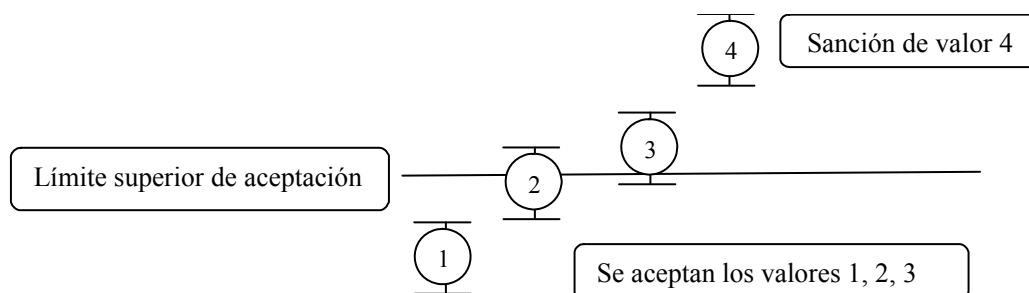 4
Sanción de valor 4
3
Límite superior de aceptación
2
1
Se aceptan los valores 1, 2, 3